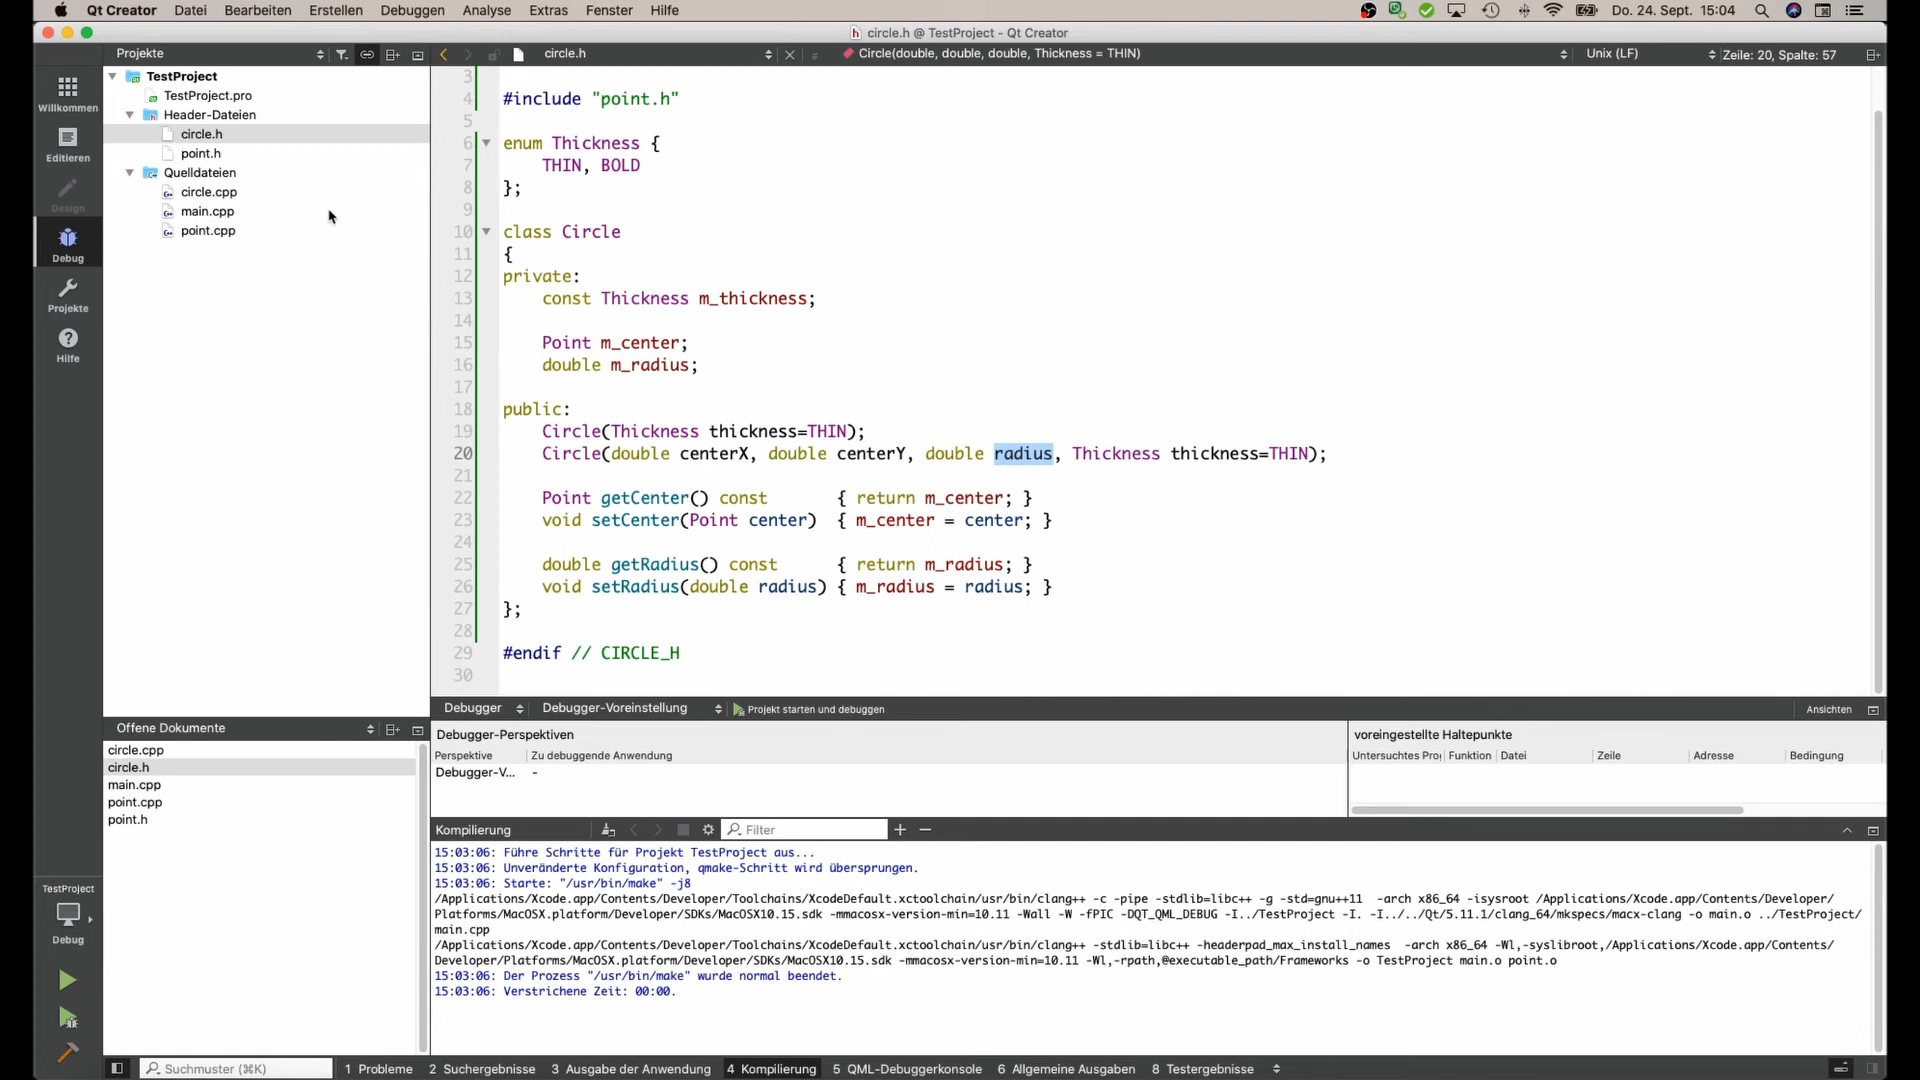 Qt Creator Datei Bearbeiten Erstellen Debuggen Analyse Extras Fenster Hilfe Do. 24. Sept. 15:04
circle.h @ TestProject - Qt Creator
Projekte circle.h Circle(double, double, double, Thickness = THIN) Unix (LF) Zeile: 20, Spalte: 57
Willkommen
Editieren
Design
Debug
Projekte
Hilfe
TestProject
Debug
TestProject
TestProject.pro
Header-Dateien
circle.h
point.h
Quelldateien
circle.cpp
main.cpp
point.cpp
Offene Dokumente
circle.cpp
circle.h
main.cpp
point.cpp
point.h
3
4 #include "point.h"
5
6 enum Thickness {
7 THIN, BOLD
8 };
9
10 class Circle
11 {
12 private:
13 const Thickness m_thickness;
14
15 Point m_center;
16 double m_radius;
17
18 public:
19 Circle(Thickness thickness=THIN);
20 Circle(double centerX, double centerY, double radius, Thickness thickness=THIN);
21
22 Point getCenter() const { return m_center; }
23 void setCenter(Point center) { m_center = center; }
24
25 double getRadius() const { return m_radius; }
26 void setRadius(double radius) { m_radius = radius; }
27 };
28
29 #endif // CIRCLE_H
30
Debugger Debugger-Voreinstellung Projekt starten und debuggen Ansichten
Debugger-Perspektiven
Perspektive Zu debuggende Anwendung
Debugger-V... -
voreingestellte Haltepunkte
Untersuchtes Pro Funktion Datei Zeile Adresse Bedingung
Kompilierung Filter
15:03:06: Führe Schritte für Projekt TestProject aus...
15:03:06: Unveränderte Konfiguration, qmake-Schritt wird übersprungen.
15:03:06: Starte: "/usr/bin/make" -j8
/Applications/Xcode.app/Contents/Developer/Toolchains/XcodeDefault.xctoolchain/usr/bin/clang++ -c -pipe -stdlib=libc++ -g -std=gnu++11 -arch x86_64 -isysroot /Applications/Xcode.app/Contents/Developer/
Platforms/MacOSX.platform/Developer/SDKs/MacOSX10.15.sdk -mmacosx-version-min=10.11 -Wall -W -fPIC -DQT_QML_DEBUG -I../TestProject -I. -I../../Qt/5.11.1/clang_64/mkspecs/macx-clang -o main.o ../TestProject/
main.cpp
/Applications/Xcode.app/Contents/Developer/Toolchains/XcodeDefault.xctoolchain/usr/bin/clang++ -stdlib=libc++ -headerpad_max_install_names -arch x86_64 -Wl,-syslibroot,/Applications/Xcode.app/Contents/
Developer/Platforms/MacOSX.platform/Developer/SDKs/MacOSX10.15.sdk -mmacosx-version-min=10.11 -Wl,-rpath,@executable_path/Frameworks -o TestProject main.o point.o
15:03:06: Der Prozess "/usr/bin/make" wurde normal beendet.
15:03:06: Verstrichene Zeit: 00:00.
Suchmuster (⌘K) 1 Probleme 2 Suchergebnisse 3 Ausgabe der Anwendung 4 Kompilierung 5 QML-Debuggerkonsole 6 Allgemeine Ausgaben 8 Testergebnisse